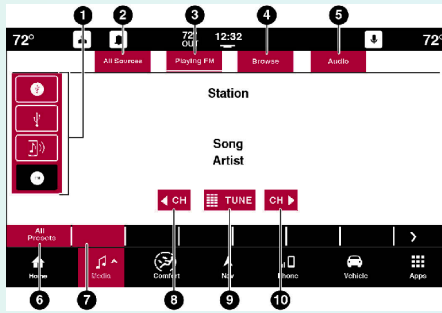 1 2 3 4 5
72° 72° OUT 12:32 72°
All Sources Playing FM Browse Audio
Station
Song
Artist
CH TUNE CH
All Presets
Home Media Comfort Nav Phone Vehicle Apps
6 7 8 9 10